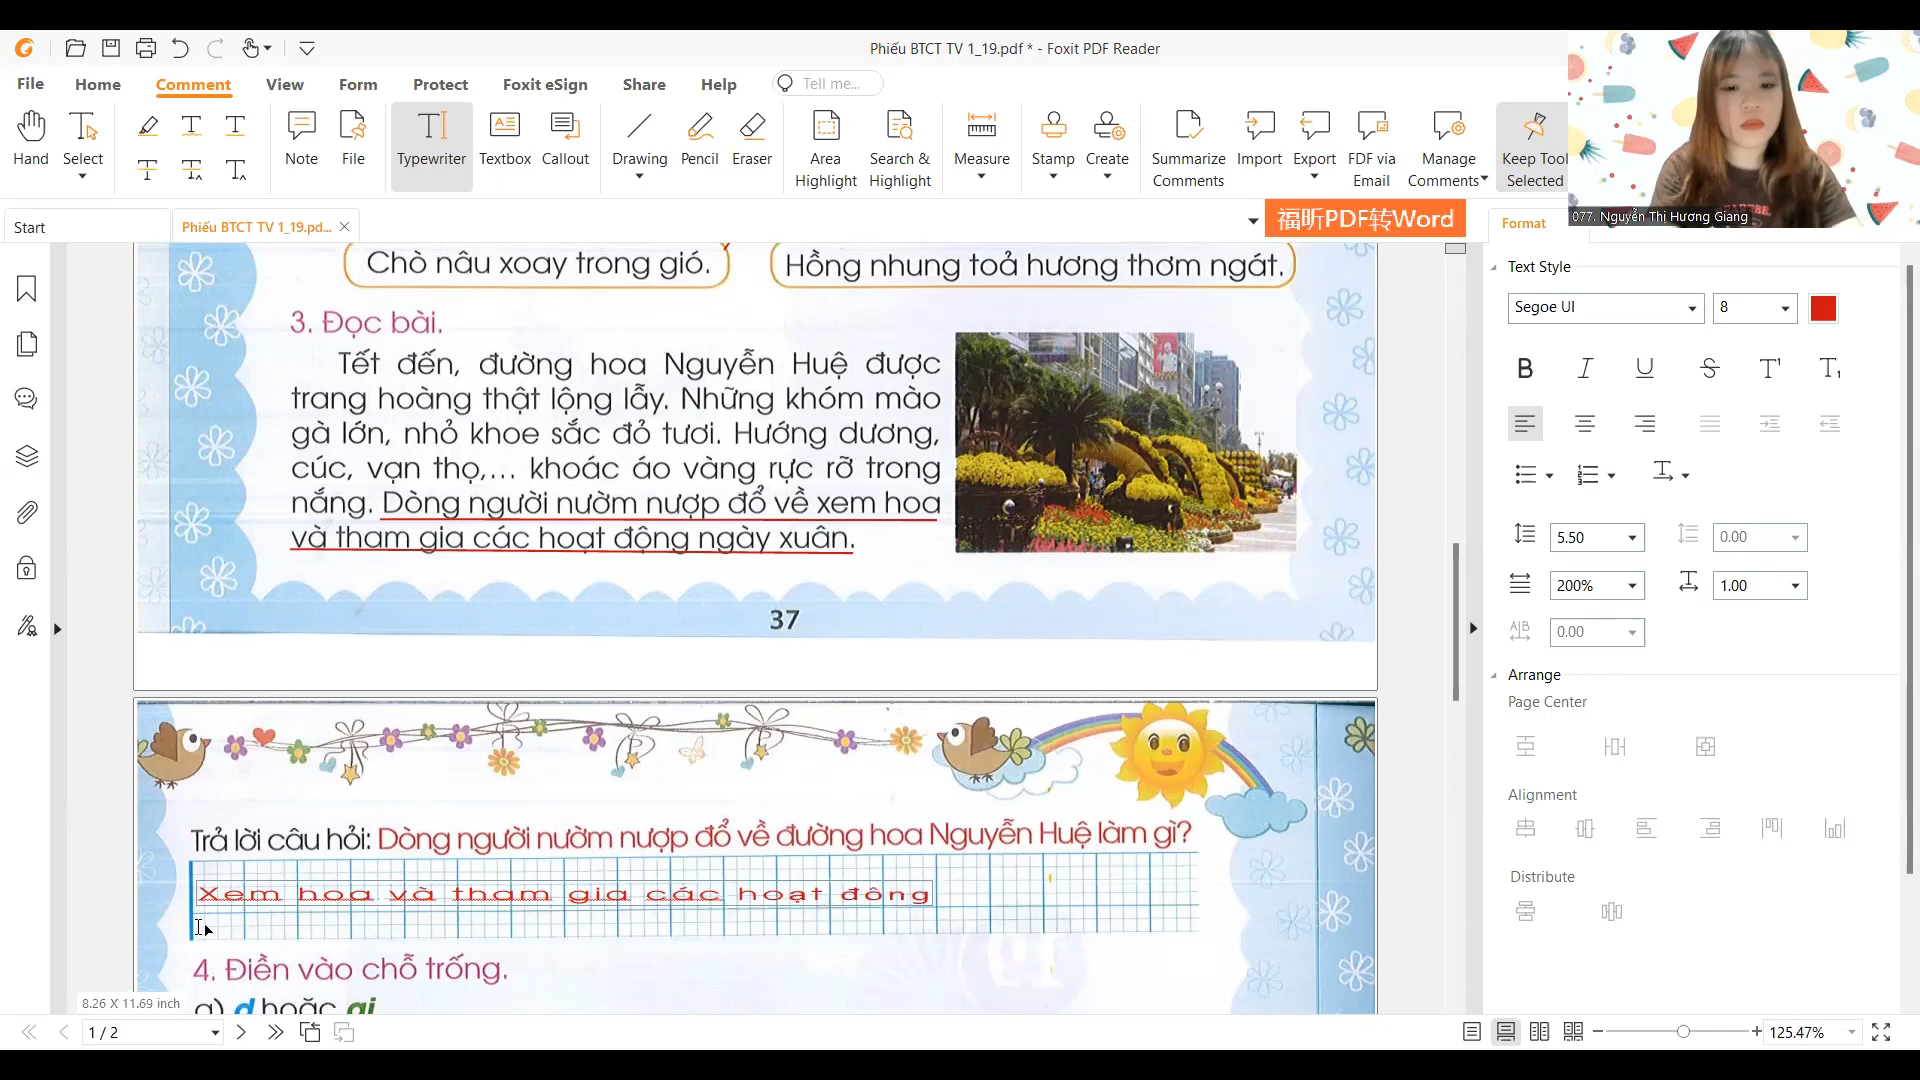 Phiếu BTCT TV 1_19.pdf * - Foxit PDF Reader
File Home Comment View Form Protect Foxit eSign Share Help Tell me...
Hand Select Note File Typewriter Textbox Callout Drawing Pencil Eraser Area Highlight Search & Highlight Measure Stamp Create Summarize Comments Import Export FDF via Email Manage Comments Keep Tool Selected
077. Nguyễn Thị Hương Giang
Start
Phiếu BTCT TV 1_19.pd...
福昕PDF转Word
Format
Chò nâu xoay trong gió.
Hồng nhung toả hương thơm ngát.
3. Đọc bài.
Tết đến, đường hoa Nguyễn Huệ được
trang hoàng thật lộng lẫy. Những khóm mào
gà lớn, nhỏ khoe sắc đỏ tươi. Hướng dương,
cúc, vạn thọ,... khoác áo vàng rực rỡ trong
nắng. Dòng người nườm nượp đổ về xem hoa
và tham gia các hoạt động ngày xuân.
37
Trả lời câu hỏi: Dòng người nườm nượp đổ về đường hoa Nguyễn Huệ làm gì?
Xem hoa và tham gia các hoạt đông
4. Điền vào chỗ trống.
a) d hoặc gi
Text Style
Segoe UI
8
B I U S T T
5.50
0.00
200%
1.00
0.00
Arrange
Page Center
Alignment
Distribute
8.26 X 11.69 inch
1 / 2
125.47%